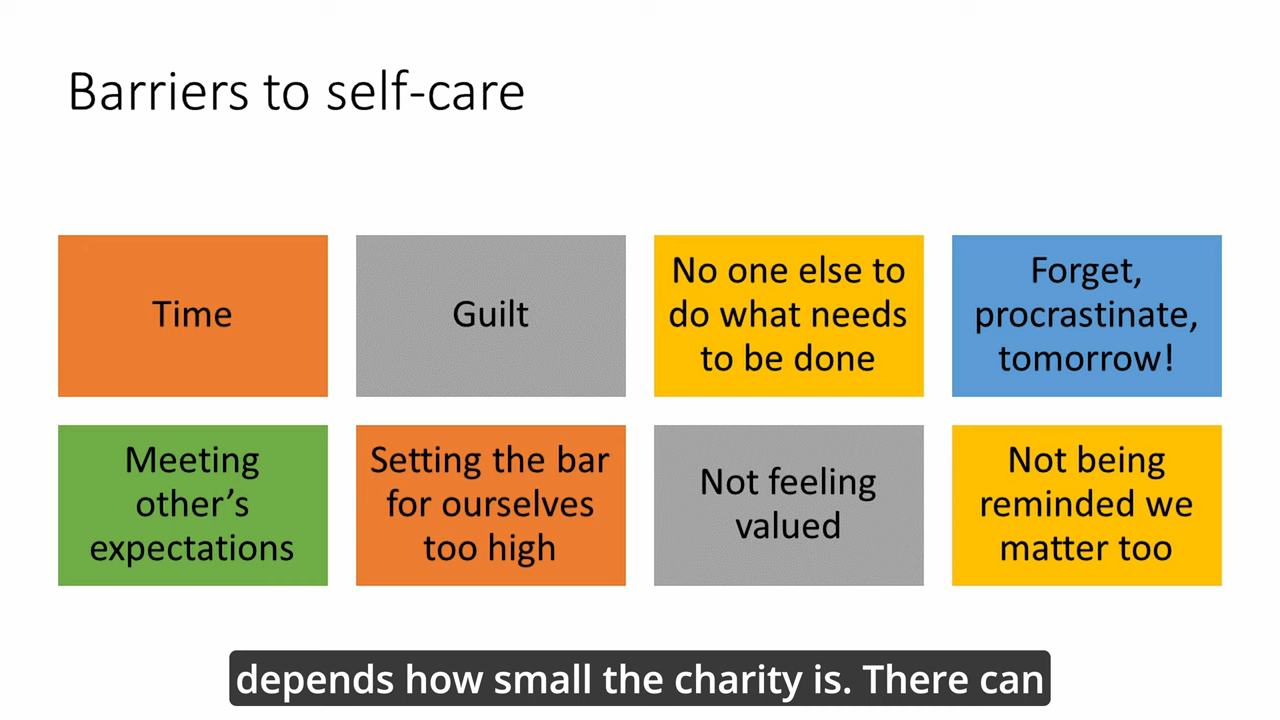 Barriers to self-care
Time
Guilt
No one else to
do what needs
to be done
Forget,
procrastinate,
tomorrow!
Meeting
other’s
expectations
Setting the bar
for ourselves
too high
Not feeling
valued
Not being
reminded we
matter too
depends how small the charity is. There can